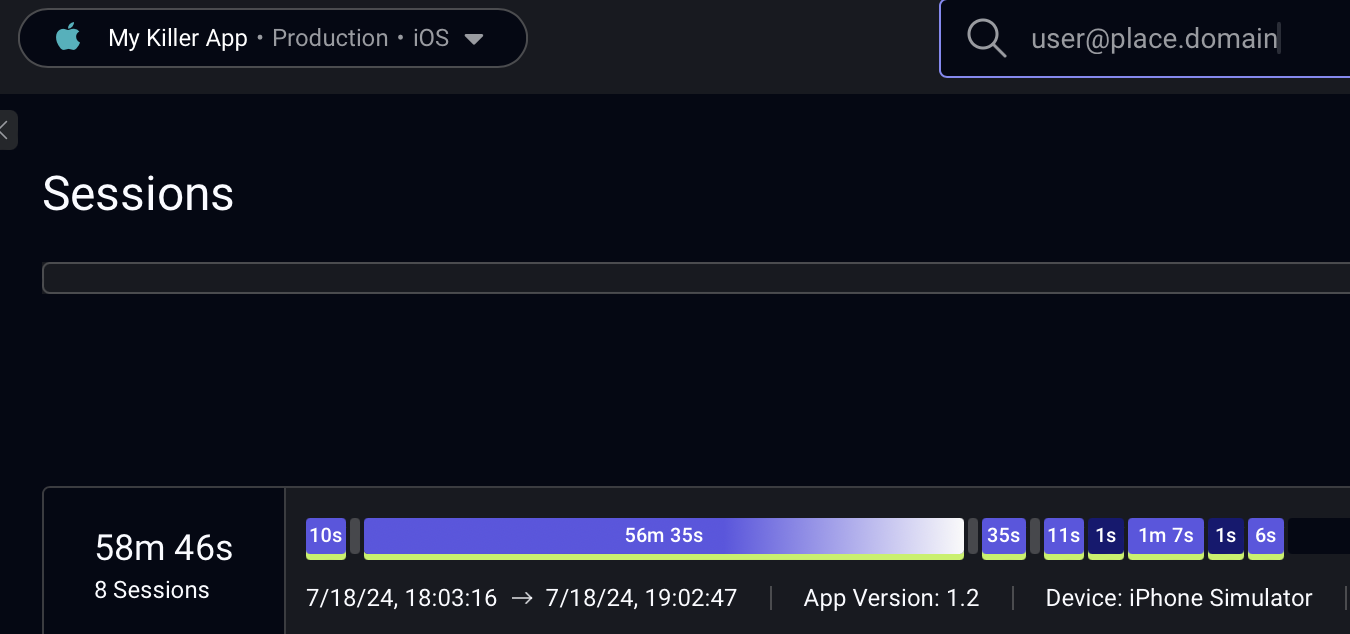 My Killer App • Production • iOS
user@place.domain
Sessions
58m 46s
8 Sessions
10s 56m 35s 35s 11s 1s 1m 7s 1s 6s
7/18/24, 18:03:16 → 7/18/24, 19:02:47 | App Version: 1.2 | Device: iPhone Simulator